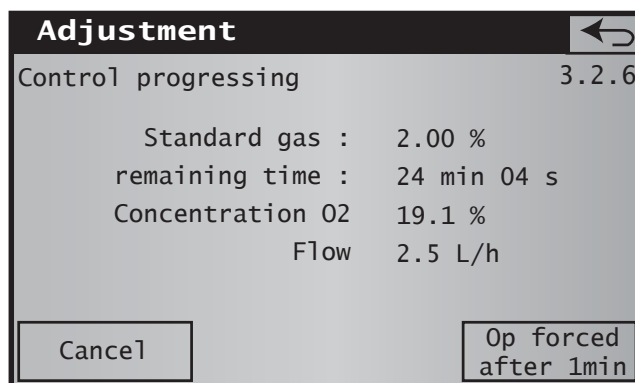 Adjustment
Control progressing 3.2.6
Standard gas : 2.00 %
remaining time : 24 min 04 s
Concentration O2 19.1 %
Flow 2.5 L/h
Cancel
Op forced
after 1min